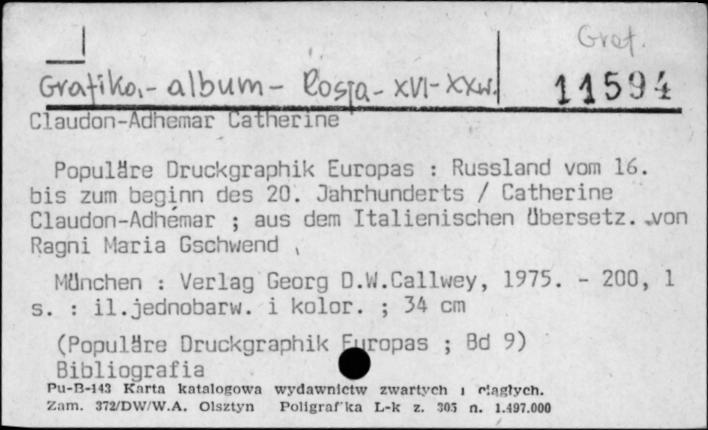 Graf.
Grafika - album - Rosja - XVI-XXw. 11594
Claudon-Adhemar Catherine
Populäre Druckgraphik Europas : Russland vom 16.
bis zum beginn des 20. Jahrhunderts / Catherine
Claudon-Adhémar ; aus dem Italienischen übersetz. von
Ragni Maria Gschwend
München : Verlag Georg D.W.Callwey, 1975. - 200, 1
s. : il.jednobarw. i kolor. ; 34 cm
(Populäre Druckgraphik Europas ; Bd 9)
Bibliografia
Pu-B-143 Karta katalogowa wydawnictw zwartych i ciągłych.
Zam. 372/DW/W.A. Olsztyn Poligrafika L-k z. 305 n. 1.497.000